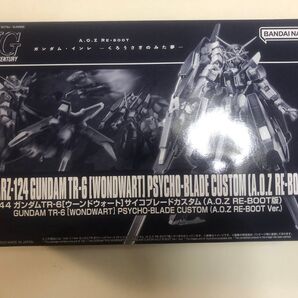 A.O.Z RE-BOOT
BANDAI NA
ガンダム・インレ —くろうさぎのみた夢—
CENTURY
RZ-124 GUNDAM TR-6 [WONDWART] PSYCHO-BLADE CUSTOM (A.O.Z RE-BO
44 ガンダムTR-6[ウーンドウォート]サイコブレードカスタム(A.O.Z RE-BOOT版)
GUNDAM TR-6 [WONDWART] PSYCHO-BLADE CUSTOM (A.O.Z RE-BOOT Ver.)